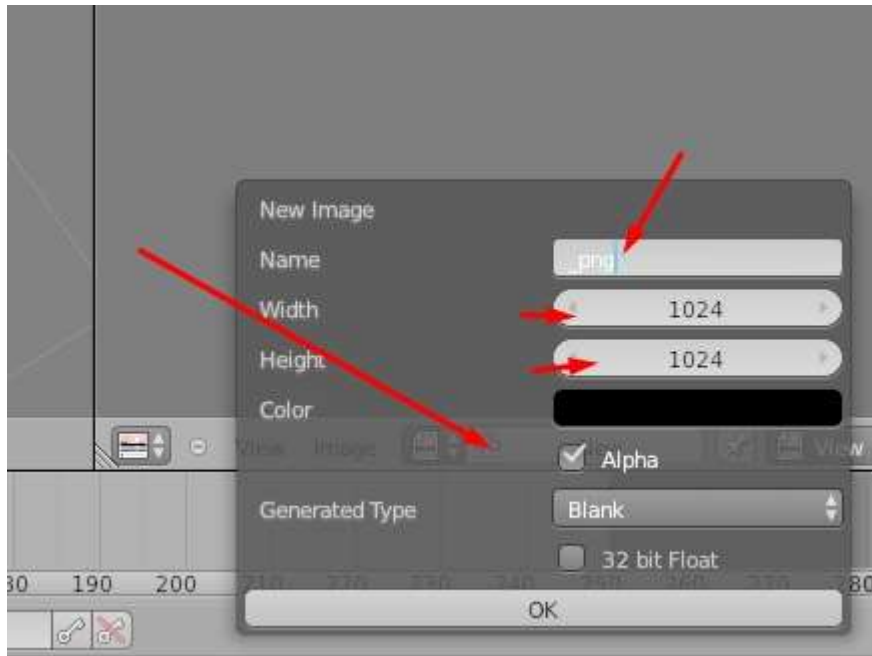 New Image
Name _png
Width 1024
Height 1024
Color
View Image View
Alpha
Generated Type Blank
32 bit Float
190 200 210
OK